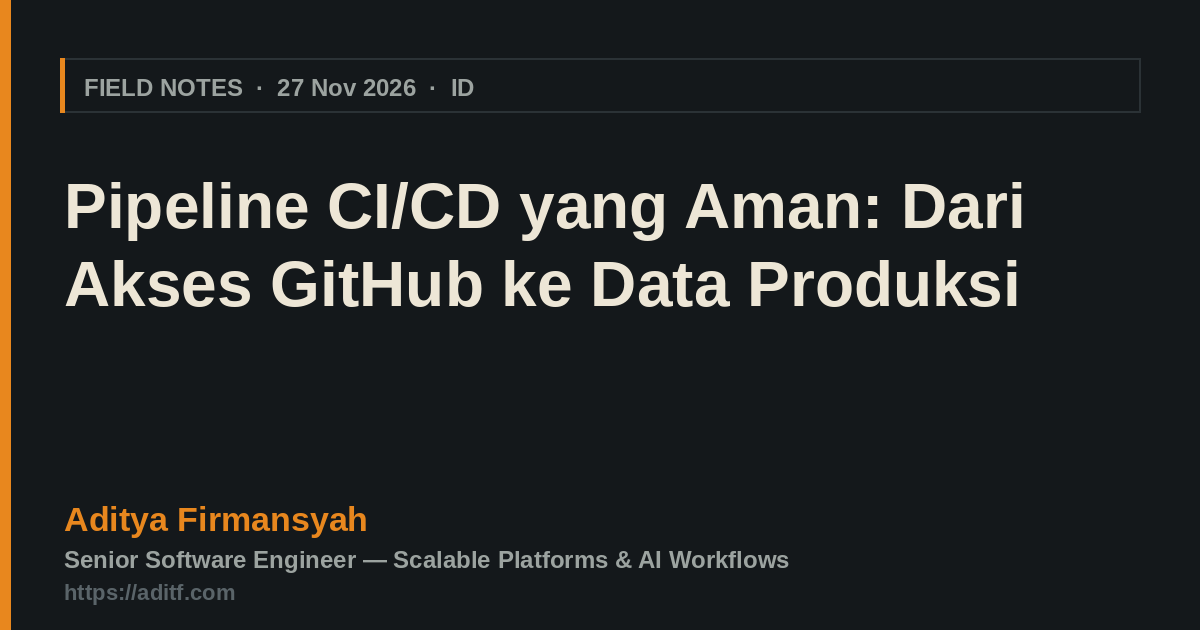 FIELD NOTES · 27 Nov 2026 · ID
Pipeline CI/CD yang Aman: Dari
Akses GitHub ke Data Produksi
Aditya Firmansyah
Senior Software Engineer — Scalable Platforms & AI Workflows
https://aditf.com